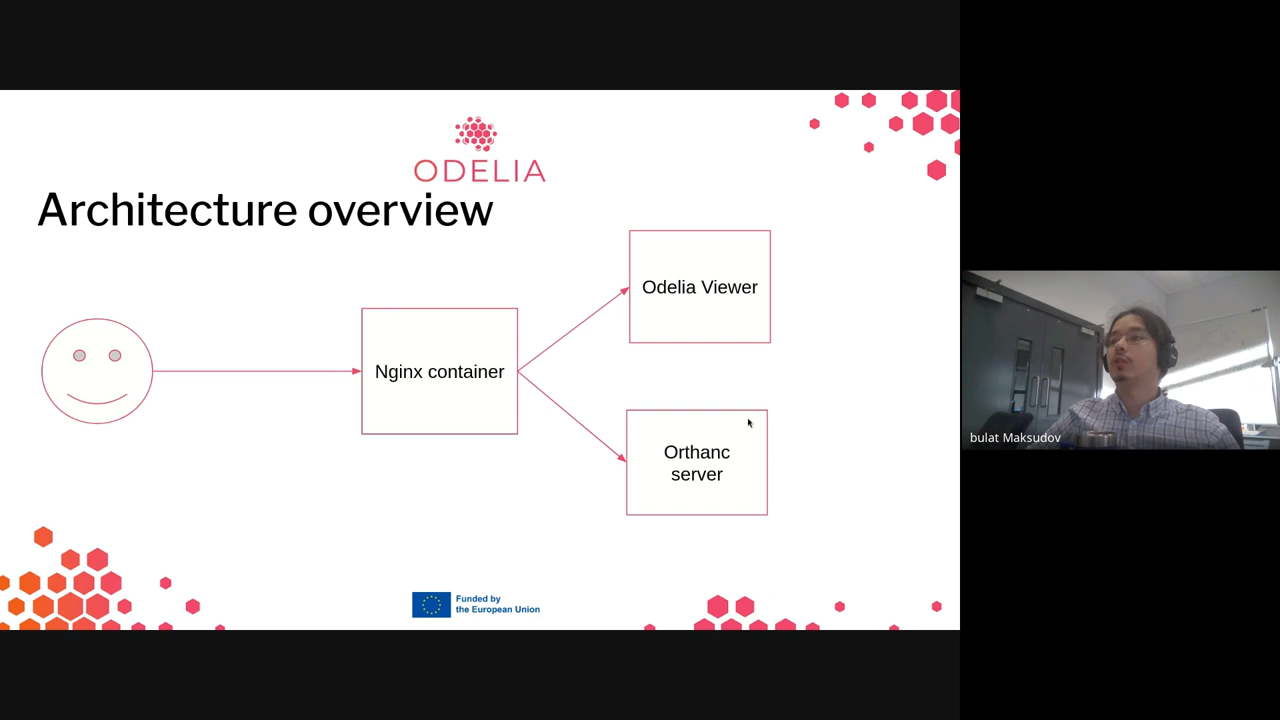 ODELIA
Architecture overview
Odelia Viewer
Nginx container
Orthanc
server
bulat Maksudov
Funded by
the European Union